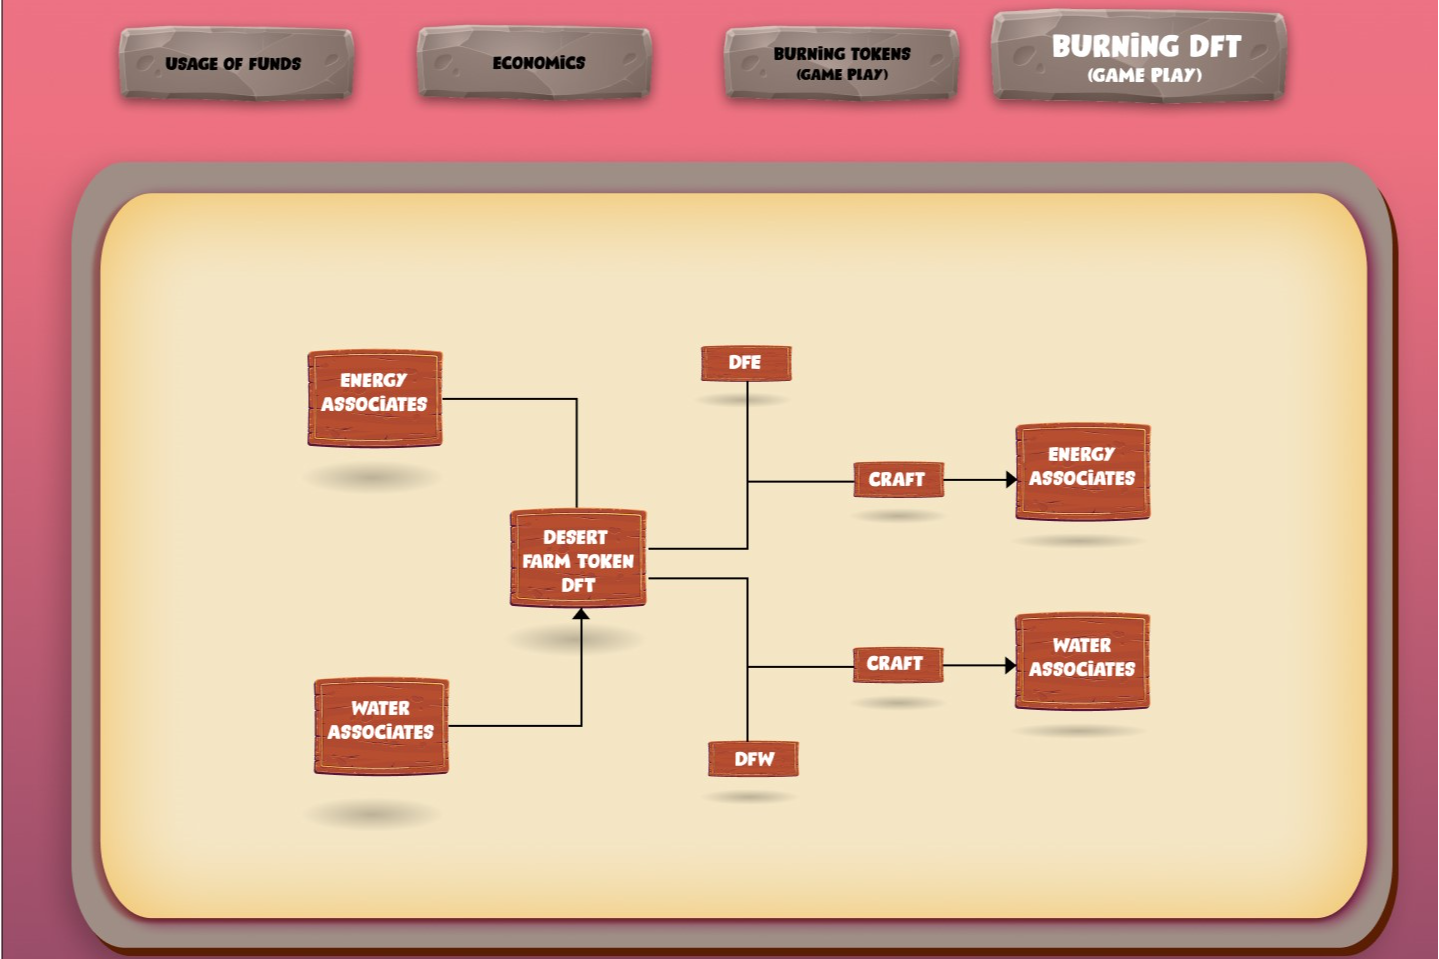 USAGE OF FUNDS
ECONOMiCS
BURNiNG TOKENS
(GAME PLAY)
BURNiNG DFT
(GAME PLAY)
ENERGY
ASSOCiATES
DFE
ENERGY
ASSOCiATES
CRAFT
DESERT
FARM TOKEN
DFT
WATER
ASSOCiATES
CRAFT
WATER
ASSOCiATES
DFW